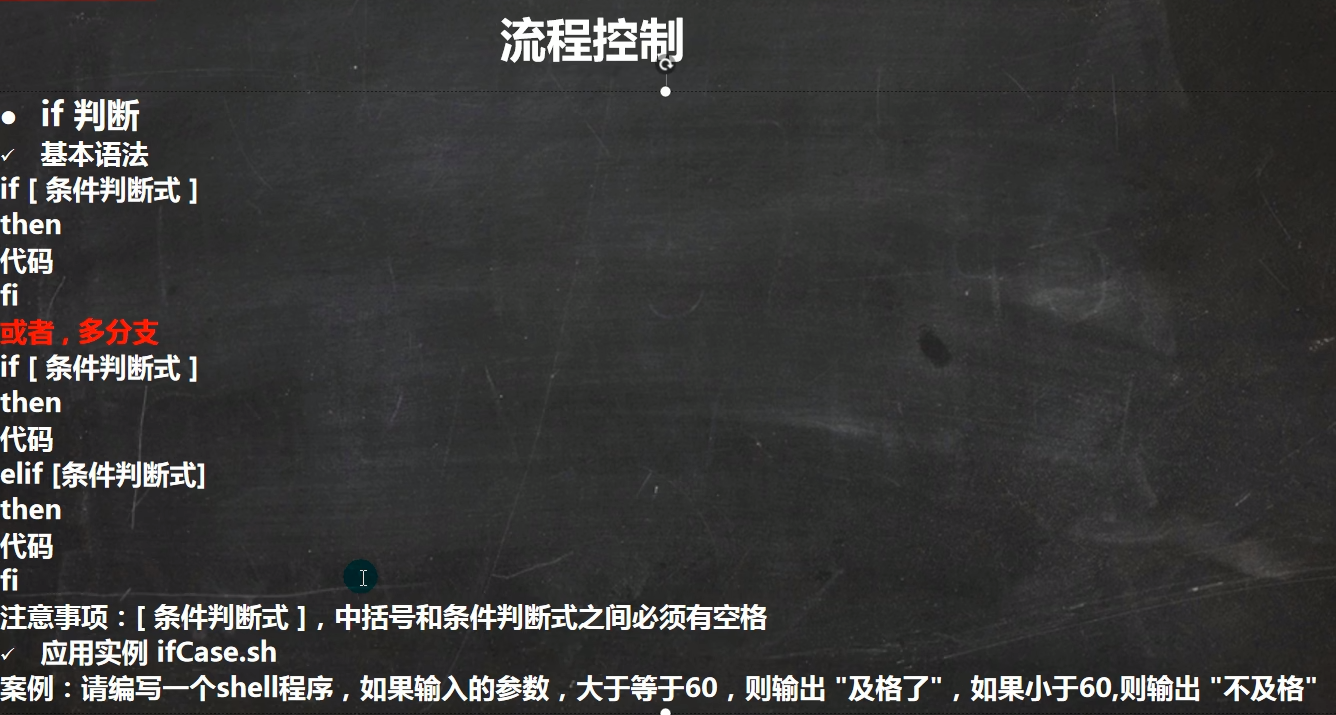 流程控制
● if 判断
✓ 基本语法
if [ 条件判断式 ]
then
代码
fi
或者，多分支
if [ 条件判断式 ]
then
代码
elif [条件判断式]
then
代码
fi
注意事项：[ 条件判断式 ]，中括号和条件判断式之间必须有空格
✓ 应用实例 ifCase.sh
案例：请编写一个shell程序，如果输入的参数，大于等于60，则输出 "及格了"，如果小于60,则输出 "不及格"